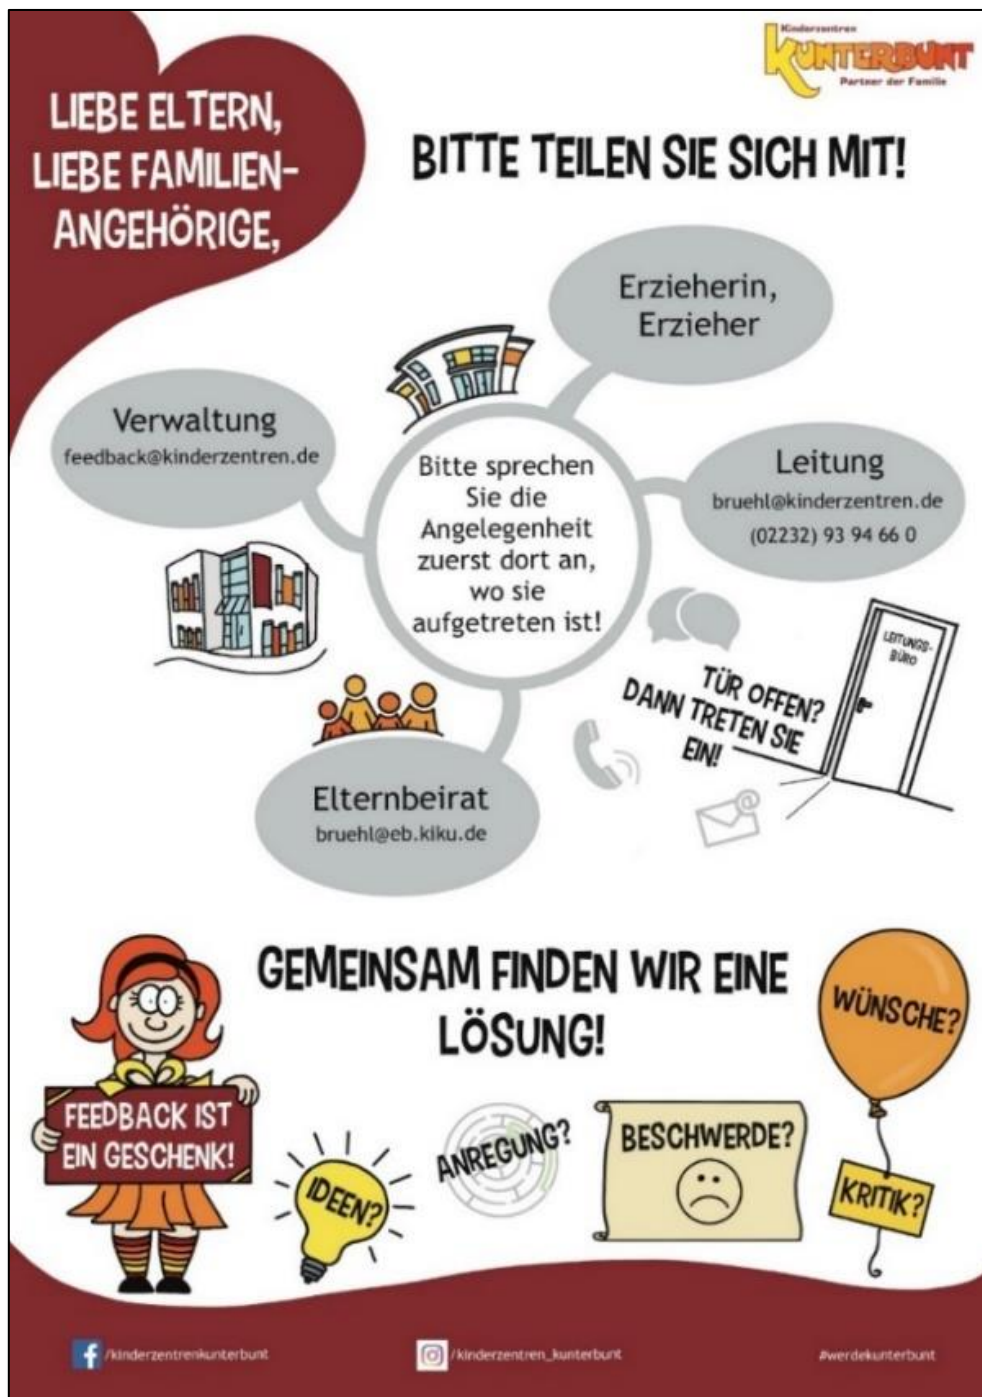 Kinderzentren
KUNTERBUNT
Partner der Familie
LIEBE ELTERN,
LIEBE FAMILIEN-
ANGEHÖRIGE,
BITTE TEILEN SIE SICH MIT!
Erzieherin,
Erzieher
Verwaltung
feedback@kinderzentren.de
Bitte sprechen
Sie die
Angelegenheit
zuerst dort an,
wo sie
aufgetreten ist!
Leitung
bruehl@kinderzentren.de
(02232) 93 94 66 0
LEITUNGS-
BÜRO
TÜR OFFEN?
DANN TRETEN SIE
EIN!
@
Elternbeirat
bruehl@eb.kiku.de
GEMEINSAM FINDEN WIR EINE
LÖSUNG!
FEEDBACK IST
EIN GESCHENK!
IDEEN?
ANREGUNG?
BESCHWERDE?
WÜNSCHE?
KRITIK?
f /kinderzentrenkunterbunt
/kinderzentren_kunterbunt
#werdekunterbunt